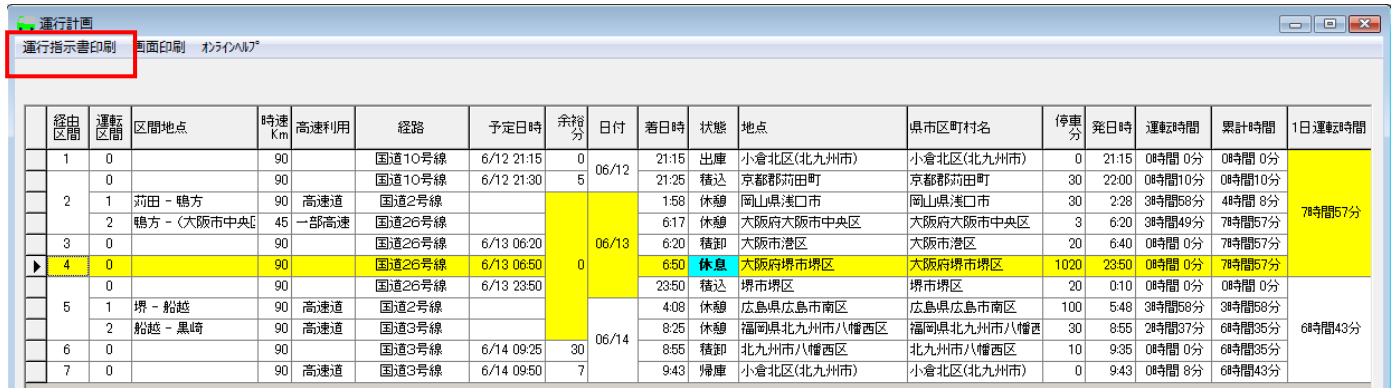 運行計画
運行指示書印刷 画面印刷 ｵﾝﾗｲﾝﾍﾙﾌﾟ
経由区間 運転区間 区間地点 時速Km 高速利用 経路 予定日時 余裕分 日付 着日時 状態 地点 県市区町村名 停車分 発日時 運転時間 累計時間 1日運転時間
1 0 90 国道10号線 6/12 21:15 0 06/12 21:15 出庫 小倉北区(北九州市) 小倉北区(北九州市) 0 21:15 0時間 0分 0時間 0分 7時間57分
2 0 90 国道10号線 6/12 21:30 5 21:25 積込 京都郡苅田町 京都郡苅田町 30 22:00 0時間10分 0時間10分
1 苅田 - 鴨方 90 高速道 国道2号線 0 06/13 1:58 休憩 岡山県浅口市 岡山県浅口市 30 2:28 3時間58分 4時間 8分
2 鴨方 - (大阪市中央区 45 一部高速 国道26号線 6:17 休憩 大阪府大阪市中央区 大阪府大阪市中央区 3 6:20 3時間49分 7時間57分
3 0 90 国道26号線 6/13 06:20 6:20 積卸 大阪市港区 大阪市港区 20 6:40 0時間 0分 7時間57分
4 0 90 国道26号線 6/13 06:50 6:50 休息 大阪府堺市堺区 大阪府堺市堺区 1020 23:50 0時間 0分 7時間57分
5 0 90 国道26号線 6/13 23:50 23:50 積込 堺市堺区 堺市堺区 20 0:10 0時間 0分 0時間 0分 6時間43分
1 堺 - 船越 90 高速道 国道2号線 06/14 4:08 休憩 広島県広島市南区 広島県広島市南区 100 5:48 3時間58分 3時間58分
2 船越 - 黒崎 90 高速道 国道3号線 8:25 休憩 福岡県北九州市八幡西区 福岡県北九州市八幡西 30 8:55 2時間37分 6時間35分
6 0 90 国道3号線 6/14 09:25 30 8:55 積卸 北九州市八幡西区 北九州市八幡西区 10 9:35 0時間 0分 6時間35分
7 0 90 高速道 国道3号線 6/14 09:50 7 9:43 帰庫 小倉北区(北九州市) 小倉北区(北九州市) 0 9:43 0時間 8分 6時間43分